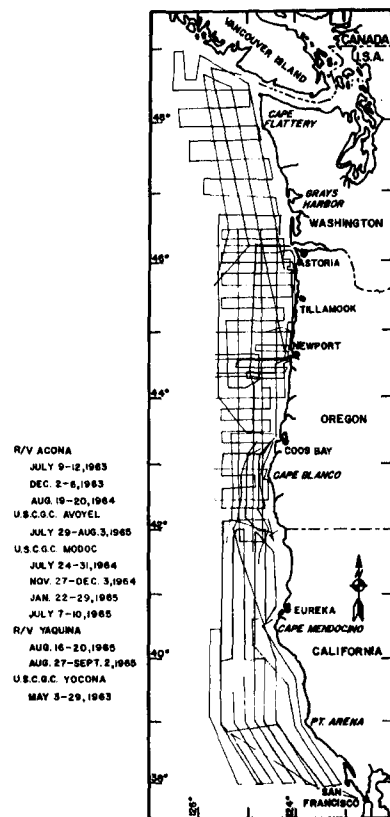 VANCOUVER ISLAND
CANADA
U.S.A.
48°
CAPE
FLATTERY
GRAYS
HARBOR
WASHINGTON
46°
ASTORIA
TILLAMOOK
NEWPORT
44°
OREGON
COOS BAY
CAPE BLANCO
R/V ACONA
JULY 9-12,1963
DEC. 2-6,1963
AUG. 19-20,1964
U.S.C.G.C. AVOYEL
JULY 29-AUG.3,1965
U.S.C.G.C. MODOC
JULY 24-31,1964
NOV. 27-DEC. 3,1964
JAN. 22-29,1965
JULY 7-10,1965
R/V YAQUINA
AUG. 16-20,1965
AUG. 27-SEPT. 2,1965
U.S.C.G.C. YOCONA
MAY 3-29,1963
42°
EUREKA
CAPE MENDOCINO
CALIFORNIA
40°
PT. ARENA
38°
SAN
FRANCISCO
126°
124°